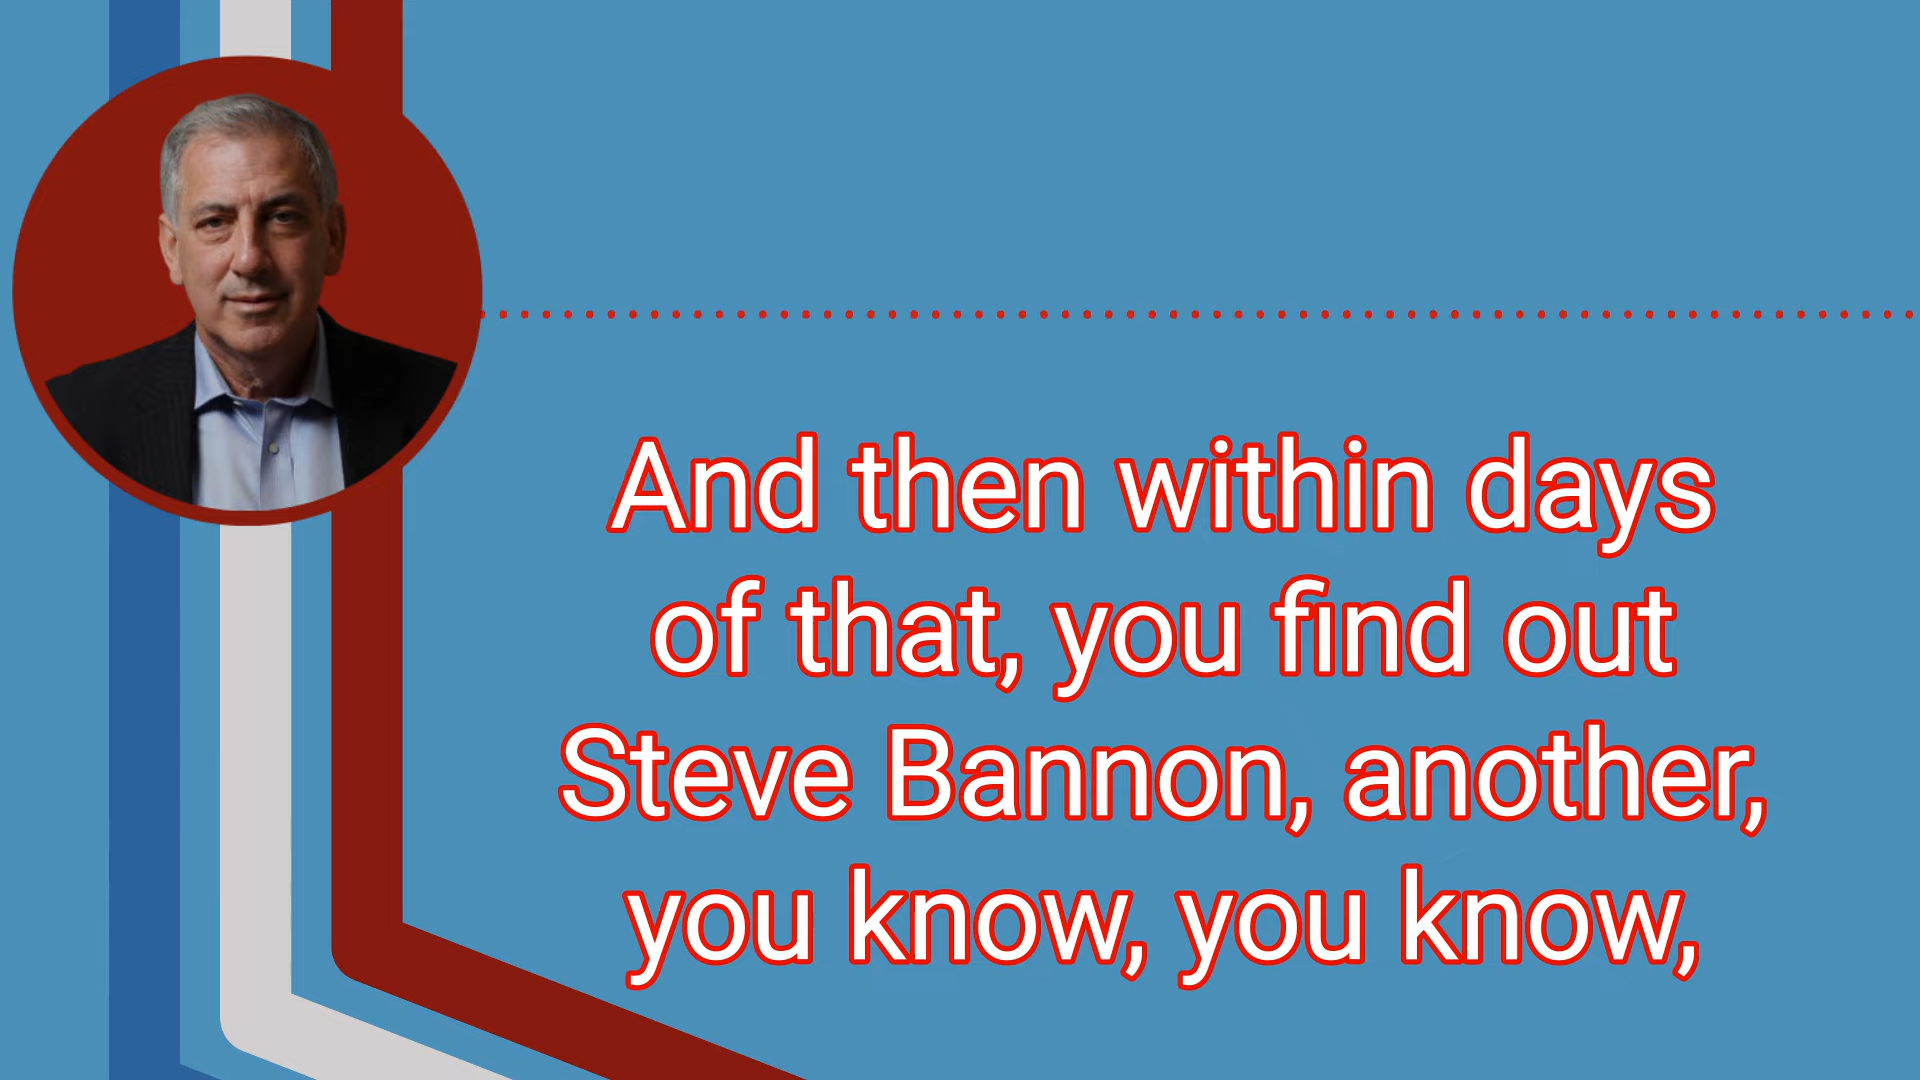 And then within days
of that, you find out
Steve Bannon, another,
you know, you know,